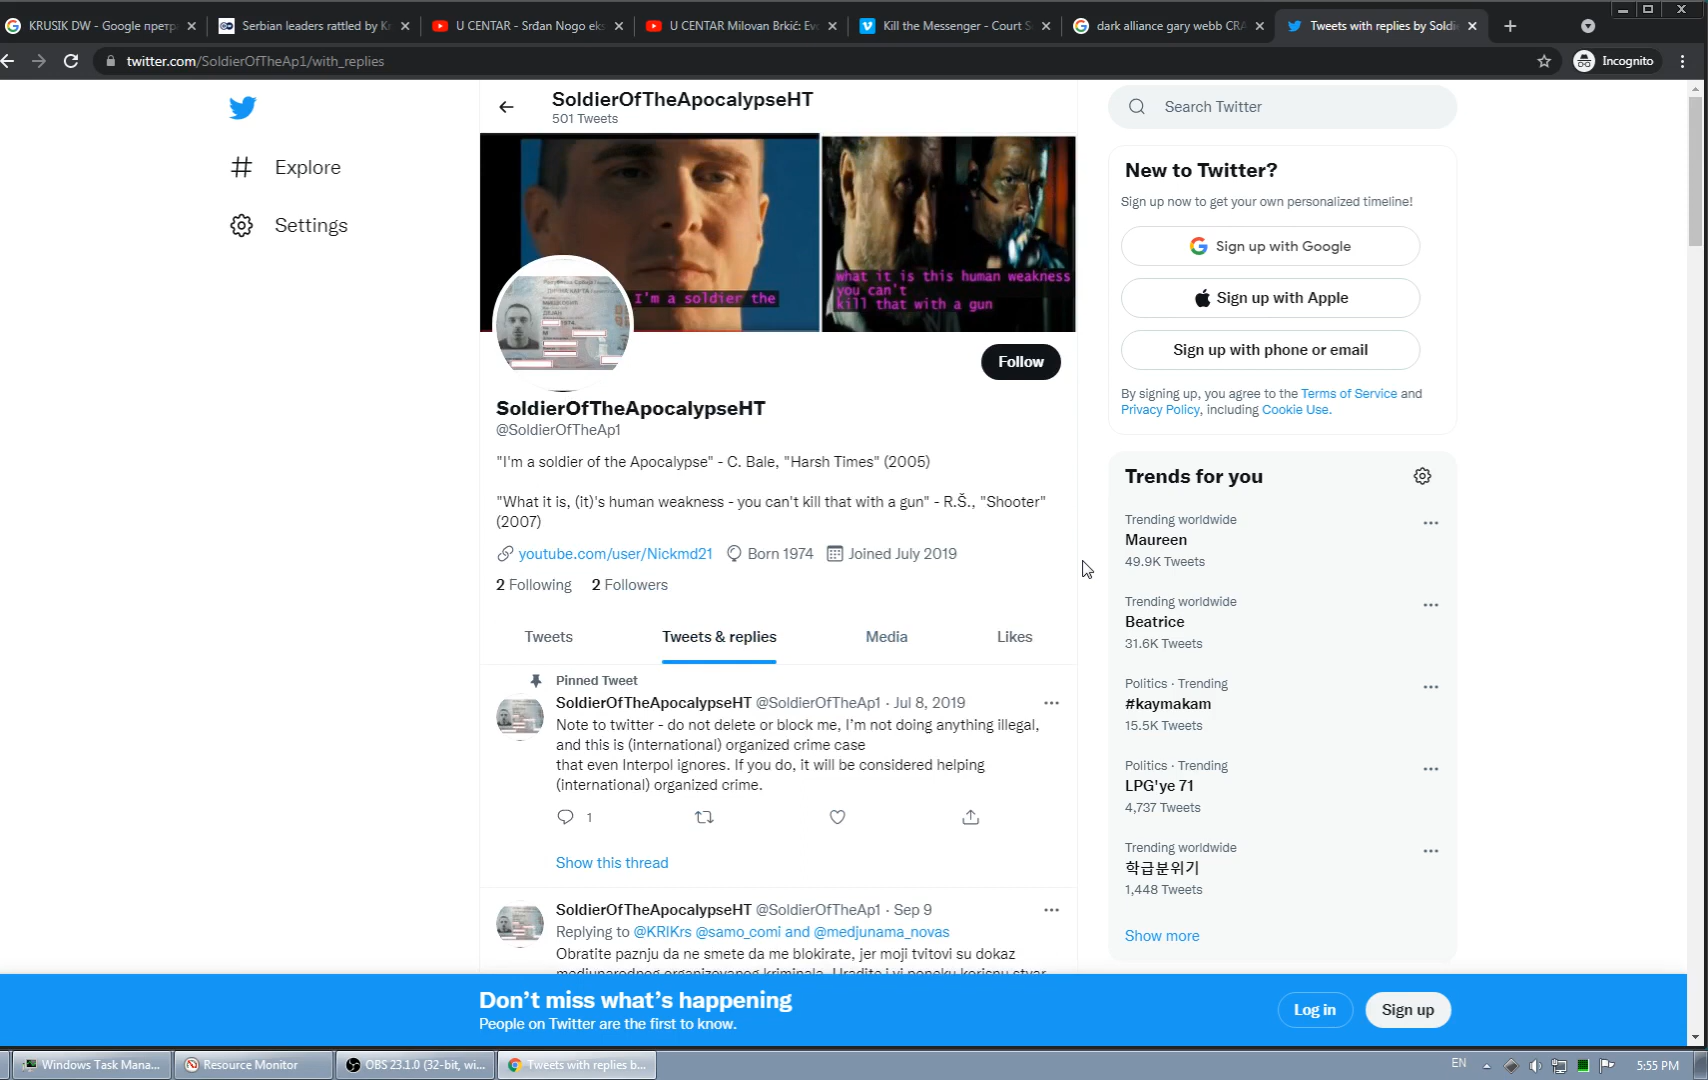 KRUSIK DW - Google претр
Serbian leaders rattled by Kr
U CENTAR - Srđan Nogo eks
U CENTAR Milovan Brkić: Evo
Kill the Messenger - Court S
dark alliance gary webb CRA
Tweets with replies by Soldi
twitter.com/SoldierOfTheAp1/with_replies
Incognito
Explore
Settings
SoldierOfTheApocalypseHT
501 Tweets
I'm a soldier the
what it is this human weakness
you can't
kill that with a gun
1974
Follow
SoldierOfTheApocalypseHT
@SoldierOfTheAp1
"I'm a soldier of the Apocalypse" - C. Bale, "Harsh Times" (2005)
"What it is, (it)'s human weakness - you can't kill that with a gun" - R.Š., "Shooter"
(2007)
youtube.com/user/Nickmd21 Born 1974 Joined July 2019
2 Following 2 Followers
Tweets Tweets & replies Media Likes
Pinned Tweet
SoldierOfTheApocalypseHT @SoldierOfTheAp1 · Jul 8, 2019
Note to twitter - do not delete or block me, I'm not doing anything illegal,
and this is (international) organized crime case
that even Interpol ignores. If you do, it will be considered helping
(international) organized crime.
1
Show this thread
SoldierOfTheApocalypseHT @SoldierOfTheAp1 · Sep 9
Replying to @KRIKrs @samo_comi and @medjunama_novas
Obratite paznju da ne smete da me blokirate, jer moji tvitovi su dokaz
medjunarodnog organizovanog kriminala. Uradite i vi poneku korisnu stvar
Search Twitter
New to Twitter?
Sign up now to get your own personalized timeline!
Sign up with Google
Sign up with Apple
Sign up with phone or email
By signing up, you agree to the Terms of Service and
Privacy Policy, including Cookie Use.
Trends for you
Trending worldwide
Maureen
49.9K Tweets
Trending worldwide
Beatrice
31.6K Tweets
Politics · Trending
#kaymakam
15.5K Tweets
Politics · Trending
LPG'ye 71
4,737 Tweets
Trending worldwide
학급분위기
1,448 Tweets
Show more
Don't miss what's happening
People on Twitter are the first to know.
Log in
Sign up
Windows Task Mana...
Resource Monitor
OBS 23.1.0 (32-bit, wi...
Tweets with replies b...
EN
5:55 PM